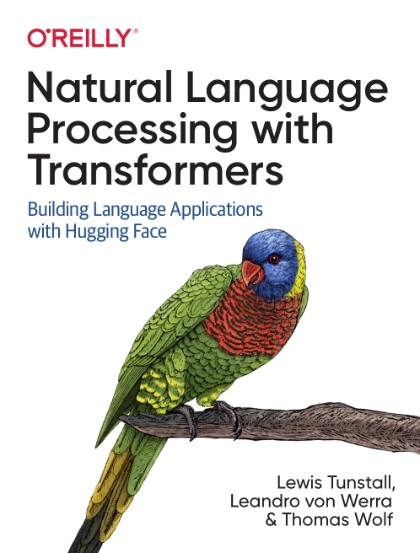 O'REILLY®
Natural Language
Processing with
Transformers
Building Language Applications
with Hugging Face
Lewis Tunstall,
Leandro von Werra
& Thomas Wolf